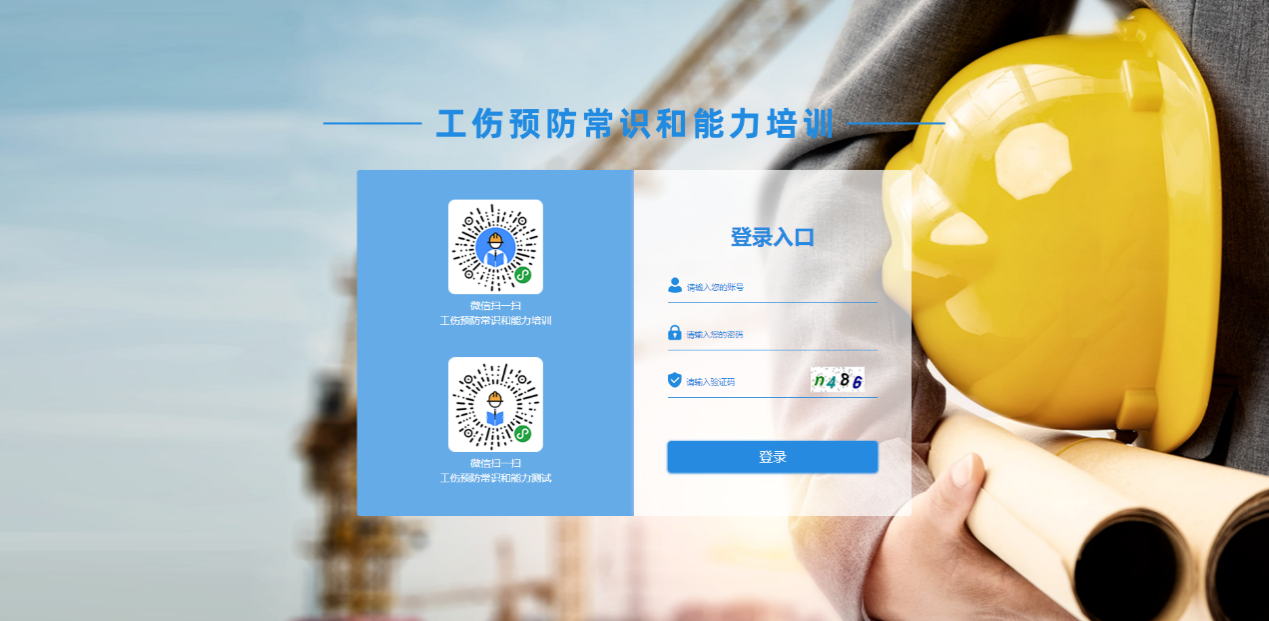 工伤预防常识和能力培训
微信扫一扫
工伤预防常识和能力培训
微信扫一扫
工伤预防常识和能力测试
登录入口
请输入您的账号
请输入您的密码
请输入验证码
n486
登录